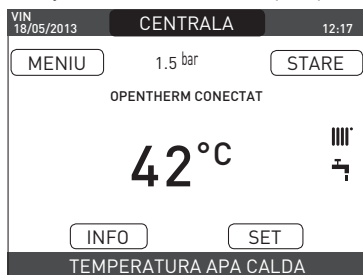 VIN
18/05/2013 CENTRALA 12:17
MENIU 1.5 bar STARE
OPENTHERM CONECTAT
42°C
INFO SET
TEMPERATURA APA CALDA